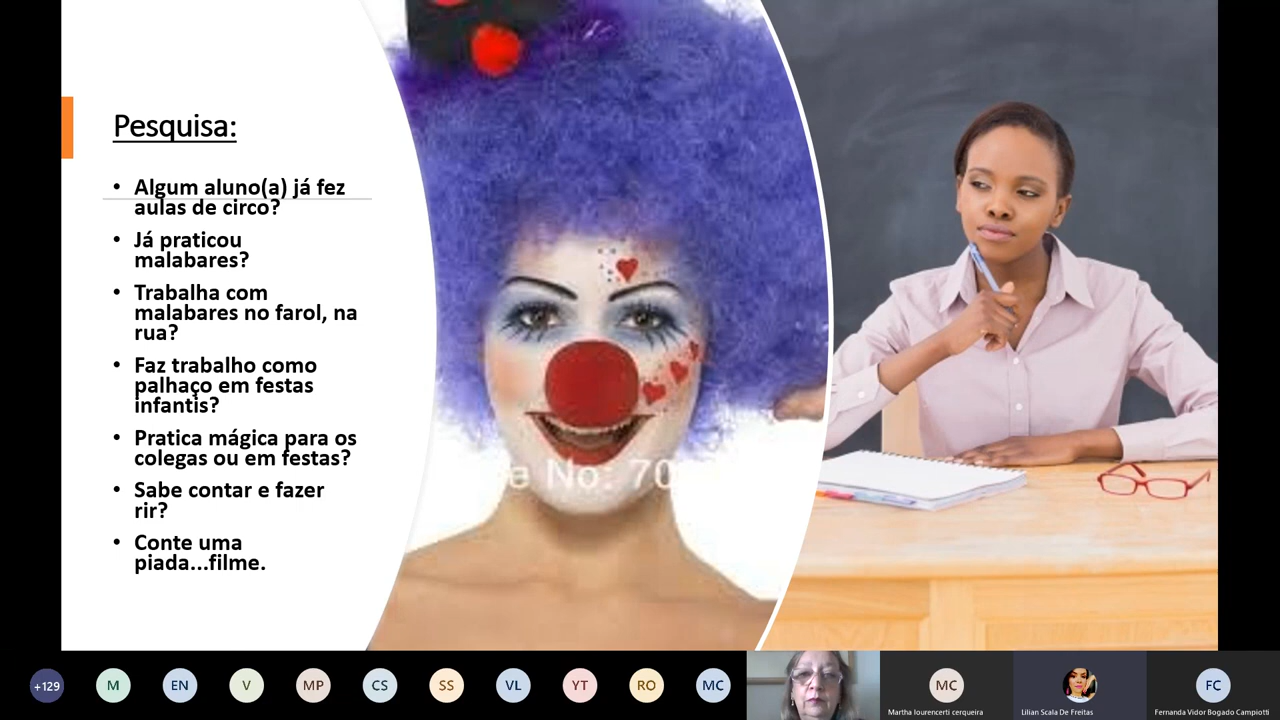 Pesquisa:
• Algum aluno(a) já fez
aulas de circo?
• Já praticou
malabares?
• Trabalha com
malabares no farol, na
rua?
• Faz trabalho como
palhaço em festas
infantis?
• Pratica mágica para os
colegas ou em festas?
• Sabe contar e fazer
rir?
• Conte uma
piada...filme.
e No: 70
+129
M
EN
V
MP
CS
SS
VL
YT
RO
MC
MC
Martha lourencerti cerqueira
Lilian Scala De Freitas
FC
Fernanda Vidor Bogado Campiotti